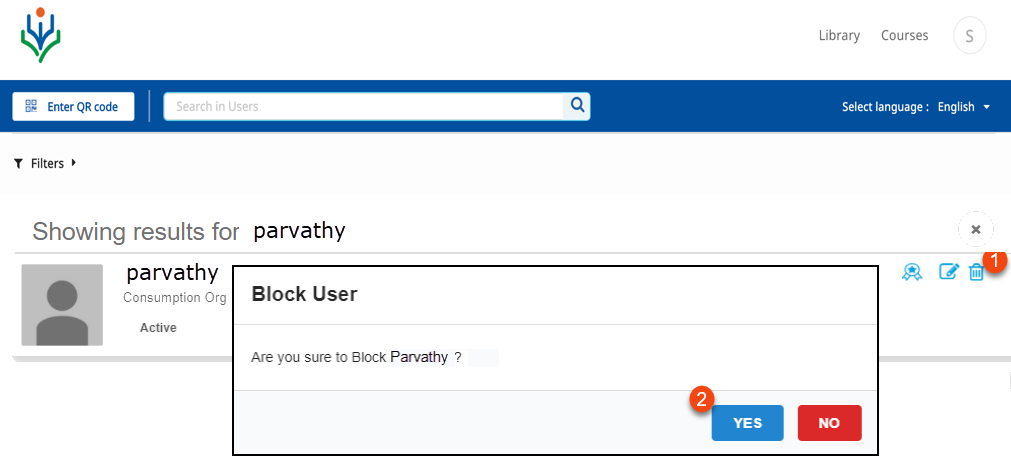 Library Courses S
Enter QR code Search in Users Select language : English
Filters
Showing results for parvathy
parvathy
Consumption Org
Active
1
Block User
Are you sure to Block Parvathy ?
2
YES NO